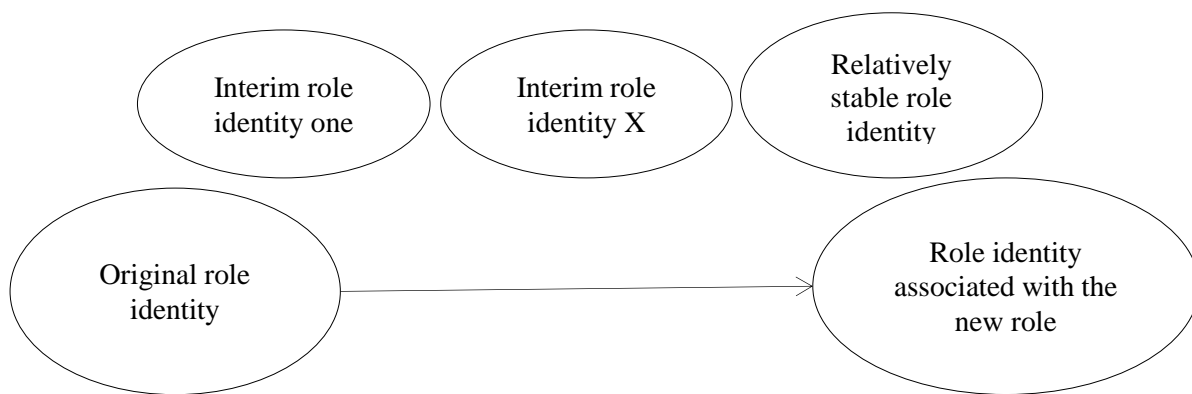 Interim role
identity one
Interim role
identity X
Relatively
stable role
identity
Original role
identity
Role identity
associated with the
new role